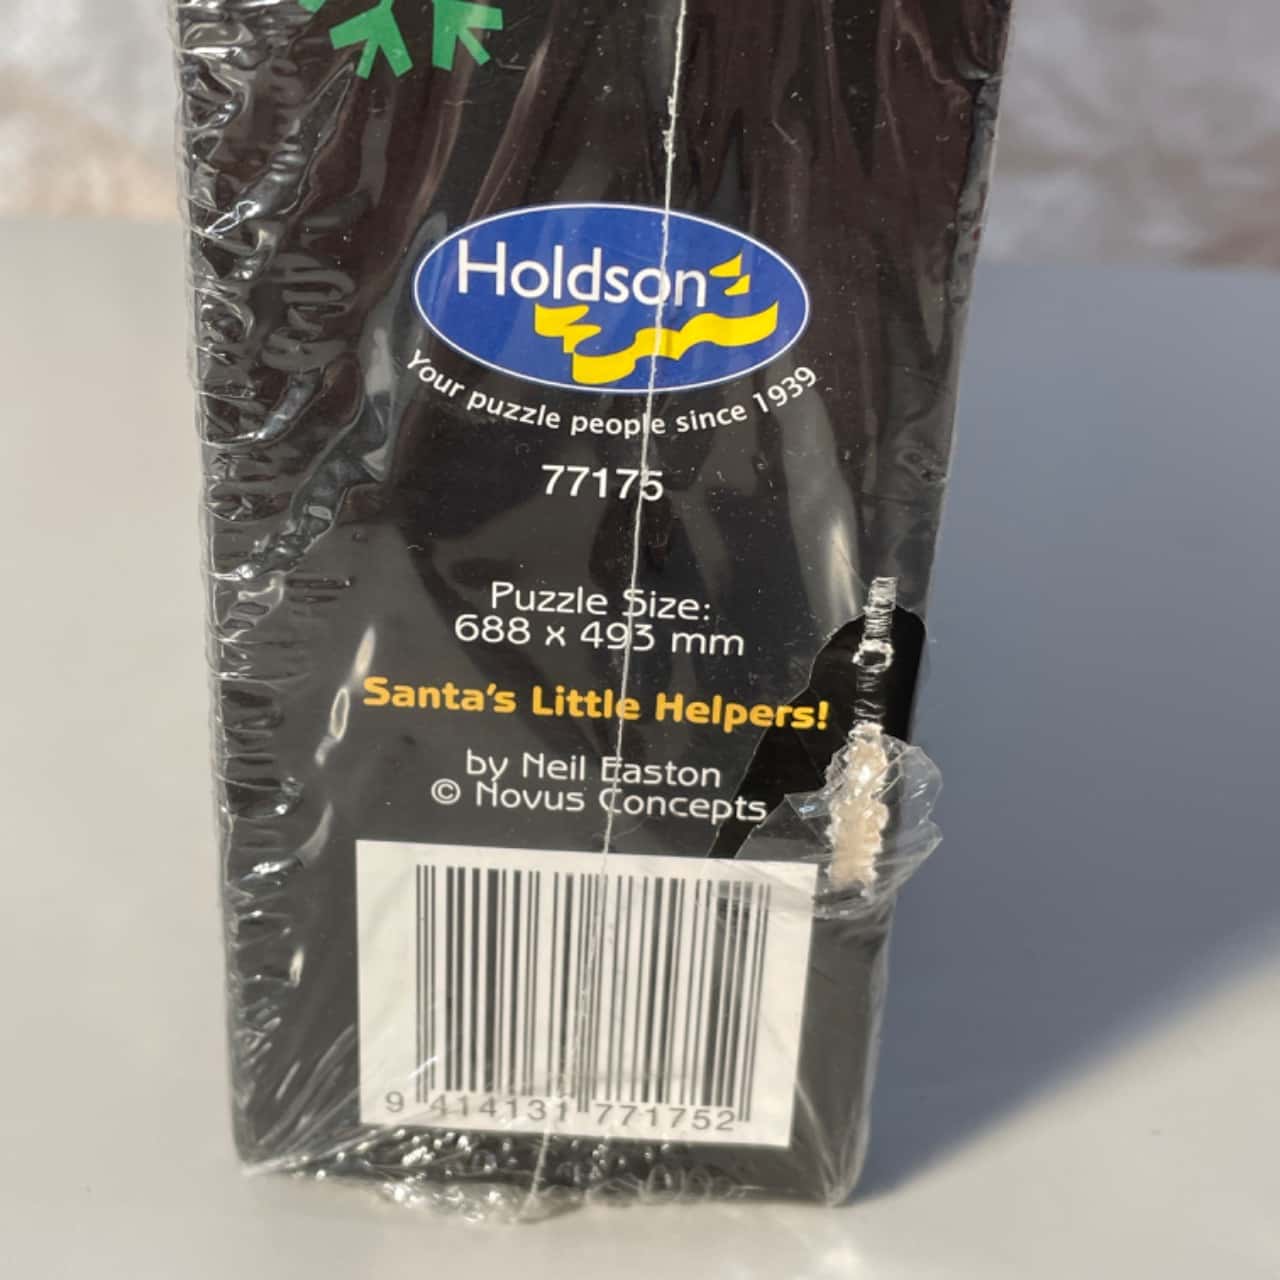 Holdson
Your puzzle people since 1939
77175
Puzzle Size:
688 x 493 mm
Santa's Little Helpers!
by Neil Easton
© Novus Concepts
9 414131 771752